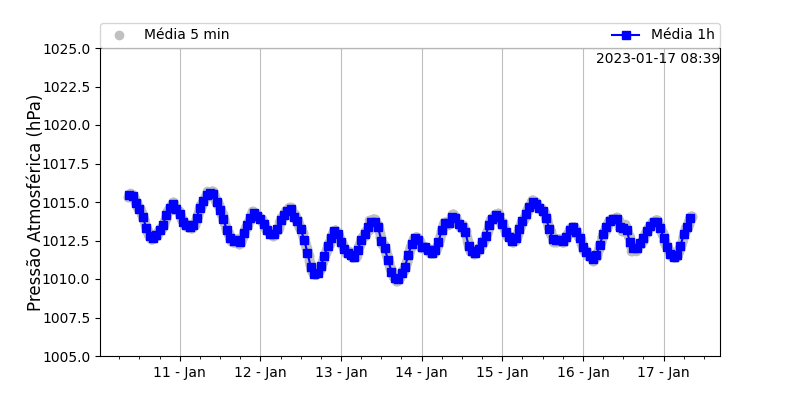 Média 5 min
Média 1h
2023-01-17 08:39
Pressão Atmosférica (hPa)
1025.0
1022.5
1020.0
1017.5
1015.0
1012.5
1010.0
1007.5
1005.0
11 - Jan
12 - Jan
13 - Jan
14 - Jan
15 - Jan
16 - Jan
17 - Jan